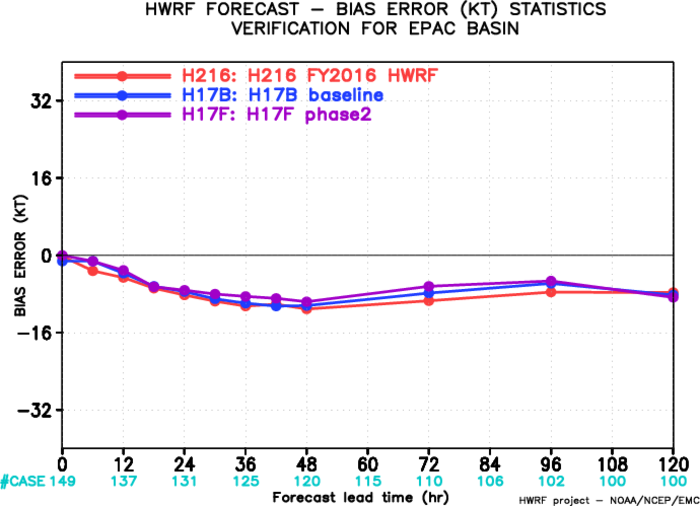 HWRF FORECAST – BIAS ERROR (KT) STATISTICS
VERIFICATION FOR EPAC BASIN
H216: H216 FY2016 HWRF
H17B: H17B baseline
H17F: H17F phase2
BIAS ERROR (KT)
32
16
0
-16
-32
0 12 24 36 48 60 72 84 96 108 120
#CASE 149 137 131 125 120 115 110 106 102 100 100
Forecast lead time (hr)
HWRF project – NOAA/NCEP/EMC